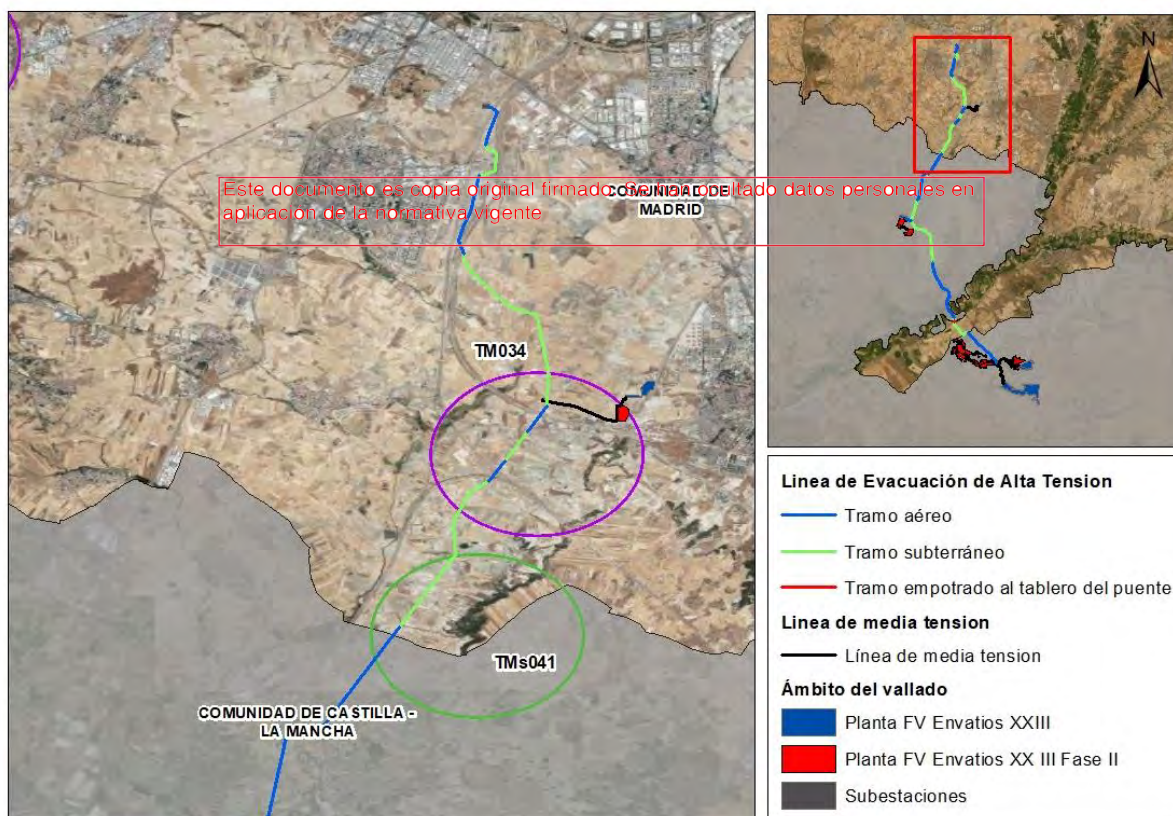 Este documento es copia original firmado. Se han ocultado datos personales en
aplicación de la normativa vigente
COMUNIDAD DE
MADRID
TM034
TMs041
COMUNIDAD DE CASTILLA -
LA MANCHA
N
Linea de Evacuación de Alta Tension
Tramo aéreo
Tramo subterráneo
Tramo empotrado al tablero del puente
Linea de media tension
Línea de media tension
Ámbito del vallado
Planta FV Envatios XXIII
Planta FV Envatios XX III Fase II
Subestaciones